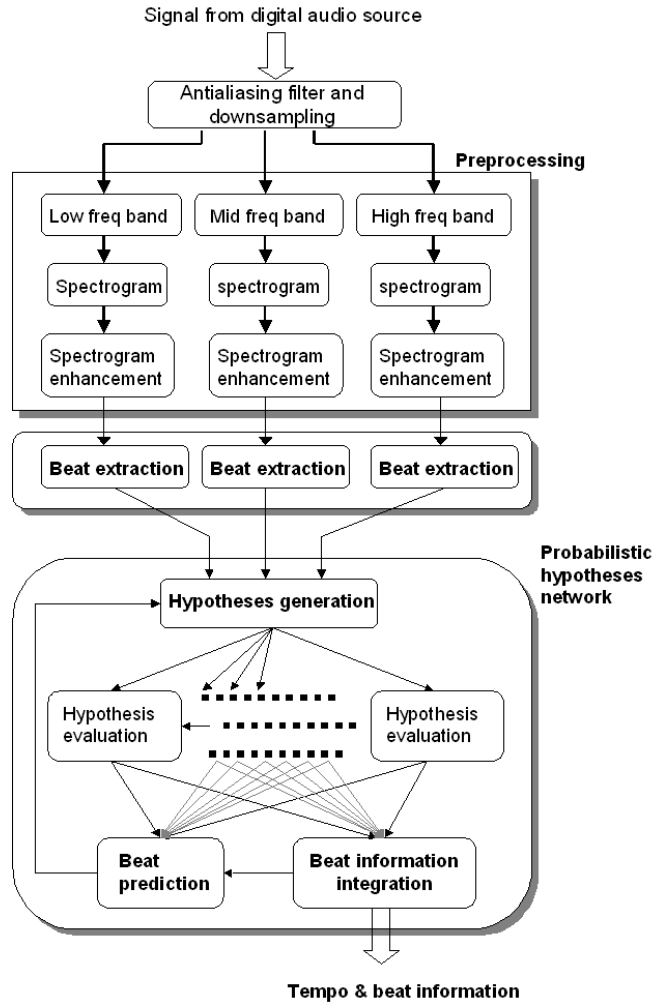 Signal from digital audio source
Antialiasing filter and
downsampling
Preprocessing
Low freq band
Mid freq band
High freq band
Spectrogram
spectrogram
spectrogram
Spectrogram
enhancement
Spectrogram
enhancement
Spectrogram
enhancement
Beat extraction
Beat extraction
Beat extraction
Probabilistic
hypotheses
network
Hypotheses generation
Hypothesis
evaluation
Hypothesis
evaluation
Beat
prediction
Beat information
integration
Tempo & beat information